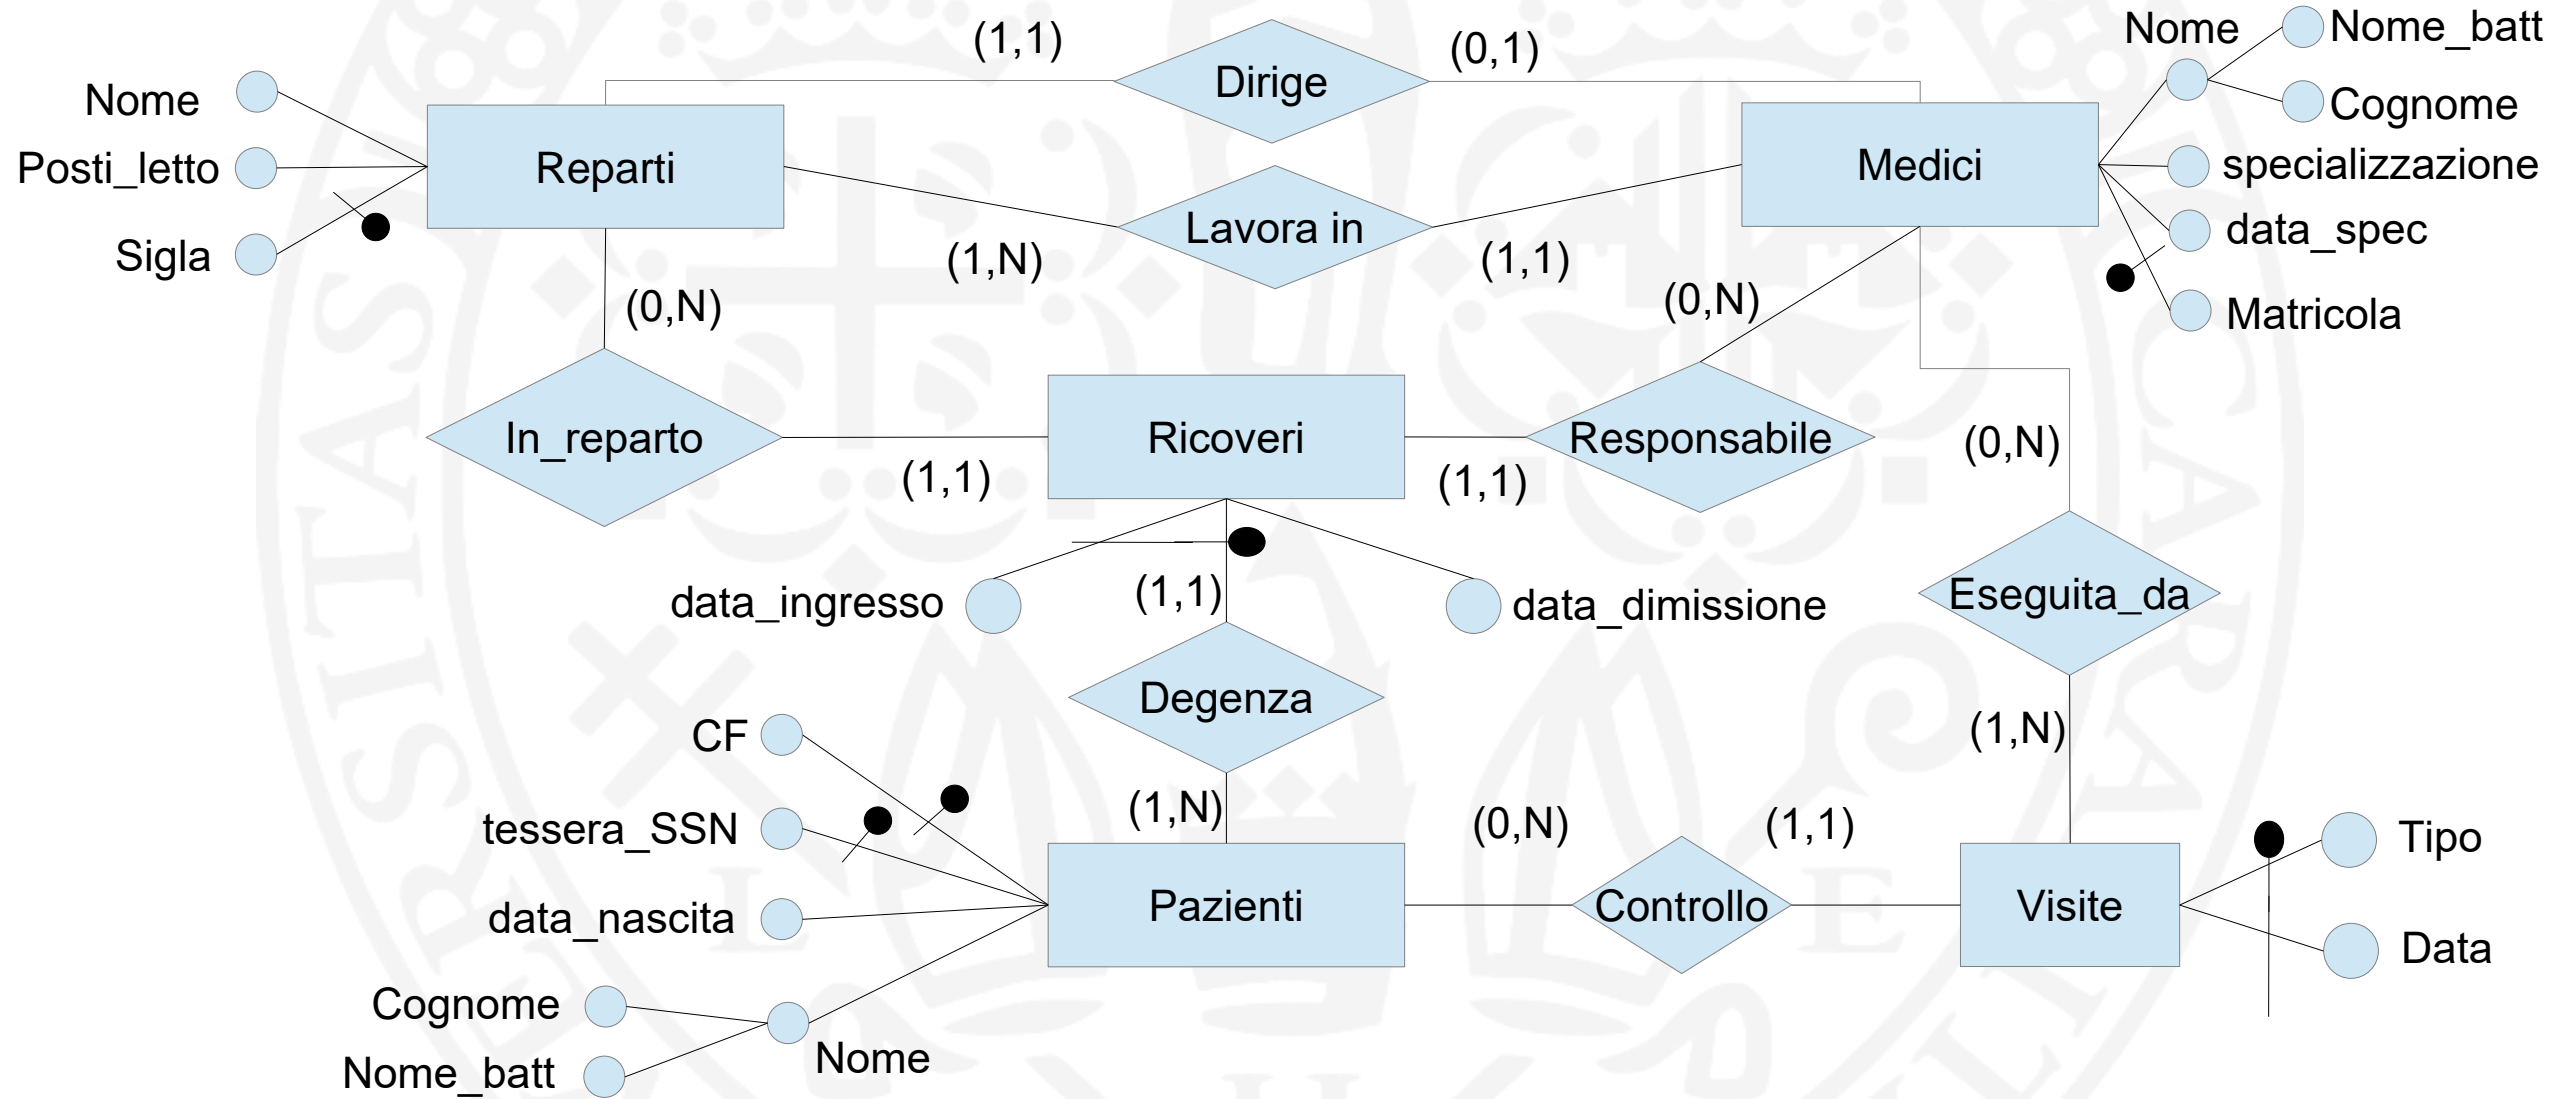 (1,1)
Dirige
(0,1)
Nome
Nome_batt
Cognome
Nome
Posti_letto
Sigla
Reparti
Medici
specializzazione
data_spec
Matricola
Lavora in
(1,N)
(1,1)
(0,N)
(0,N)
In_reparto
(1,1)
Ricoveri
(1,1)
Responsabile
(0,N)
data_ingresso
(1,1)
data_dimissione
Eseguita_da
Degenza
(1,N)
CF
tessera_SSN
data_nascita
Cognome
Nome_batt
Nome
(1,N)
Pazienti
(0,N)
Controllo
(1,1)
Visite
Tipo
Data